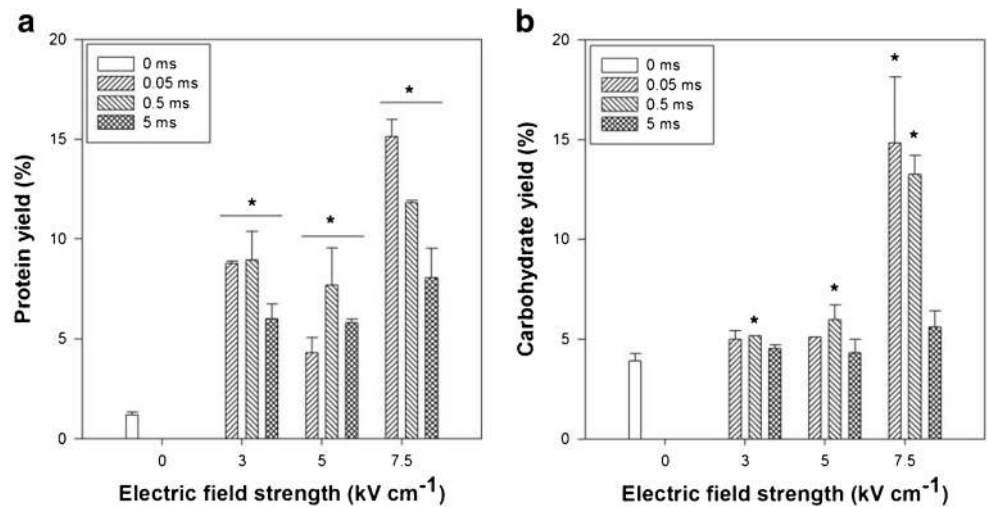 a
20
15
10
5
0
Protein yield (%)
0 ms
0.05 ms
0.5 ms
5 ms
*
*
*
0
3
5
7.5
Electric field strength (kV cm⁻¹)
b
20
15
10
5
0
Carbohydrate yield (%)
0 ms
0.05 ms
0.5 ms
5 ms
*
*
*
*
0
3
5
7.5
Electric field strength (kV cm⁻¹)